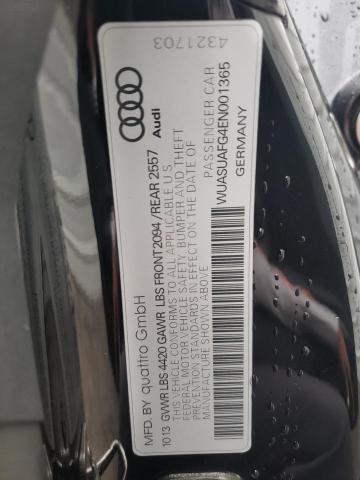 4321703
Audi
MFD. BY quattro GmbH
1013 GVWR LBS 4420 GAWR LBS FRONT 2094 / REAR 2557
THIS VEHICLE CONFORMS TO ALL APPLICABLE U.S.
FEDERAL MOTOR VEHICLE SAFETY BUMPER AND THEFT
PREVENTION STANDARDS IN EFFECT ON THE DATE OF
MANUFACTURE SHOWN ABOVE
PASSENGER CAR
WUASUAFG4EN001365
GERMANY